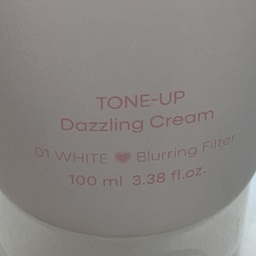 TONE-UP
Dazzling Cream
01 WHITE ♥ Blurring Filter
100 ml 3.38 fl.oz.